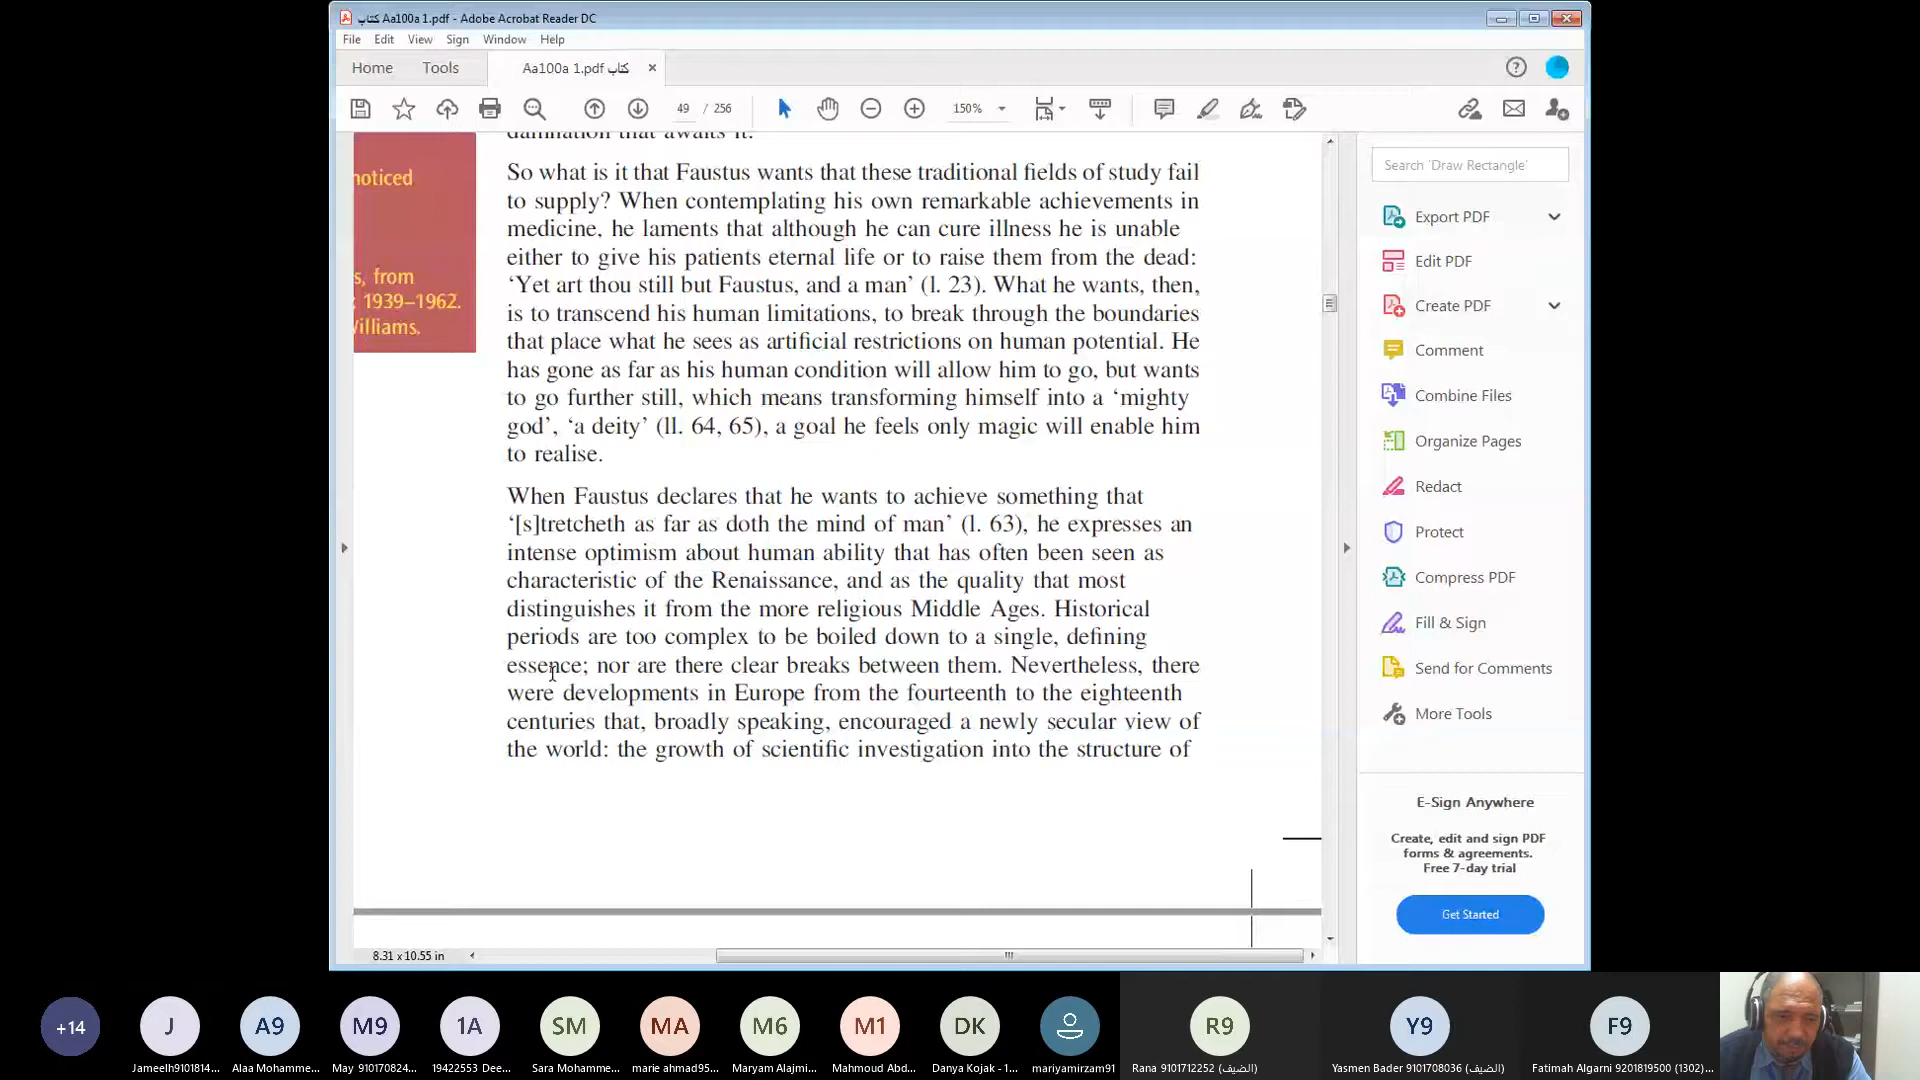 كتاب Aa100a 1.pdf - Adobe Acrobat Reader DC
File Edit View Sign Window Help
Home Tools كتاب Aa100a 1.pdf
49 / 256 150%
damnation that awaits it.
noticed
s, from
1939–1962.
Williams.
So what is it that Faustus wants that these traditional fields of study fail
to supply? When contemplating his own remarkable achievements in
medicine, he laments that although he can cure illness he is unable
either to give his patients eternal life or to raise them from the dead:
‘Yet art thou still but Faustus, and a man’ (l. 23). What he wants, then,
is to transcend his human limitations, to break through the boundaries
that place what he sees as artificial restrictions on human potential. He
has gone as far as his human condition will allow him to go, but wants
to go further still, which means transforming himself into a ‘mighty
god’, ‘a deity’ (ll. 64, 65), a goal he feels only magic will enable him
to realise.
When Faustus declares that he wants to achieve something that
‘[s]tretcheth as far as doth the mind of man’ (l. 63), he expresses an
intense optimism about human ability that has often been seen as
characteristic of the Renaissance, and as the quality that most
distinguishes it from the more religious Middle Ages. Historical
periods are too complex to be boiled down to a single, defining
essence; nor are there clear breaks between them. Nevertheless, there
were developments in Europe from the fourteenth to the eighteenth
centuries that, broadly speaking, encouraged a newly secular view of
the world: the growth of scientific investigation into the structure of
8.31 x 10.55 in
Search 'Draw Rectangle'
Export PDF
Edit PDF
Create PDF
Comment
Combine Files
Organize Pages
Redact
Protect
Compress PDF
Fill & Sign
Send for Comments
More Tools
E-Sign Anywhere
Create, edit and sign PDF
forms & agreements.
Free 7-day trial
Get Started
+14 J A9 M9 1A SM MA M6 M1 DK R9 Y9 F9
Jameelh9101814... Alaa Mohamme... May 910170824... 19422553 Dee... Sara Mohamme... marie ahmad95... Maryam Alajmi... Mahmoud Abd... Danya Kojak - 1... mariyamirzam91 Rana 9101712252 (الضيف) Yasmen Bader 9101708036 (الضيف) Fatimah Algarni 9201819500 (1302) (الضيف)